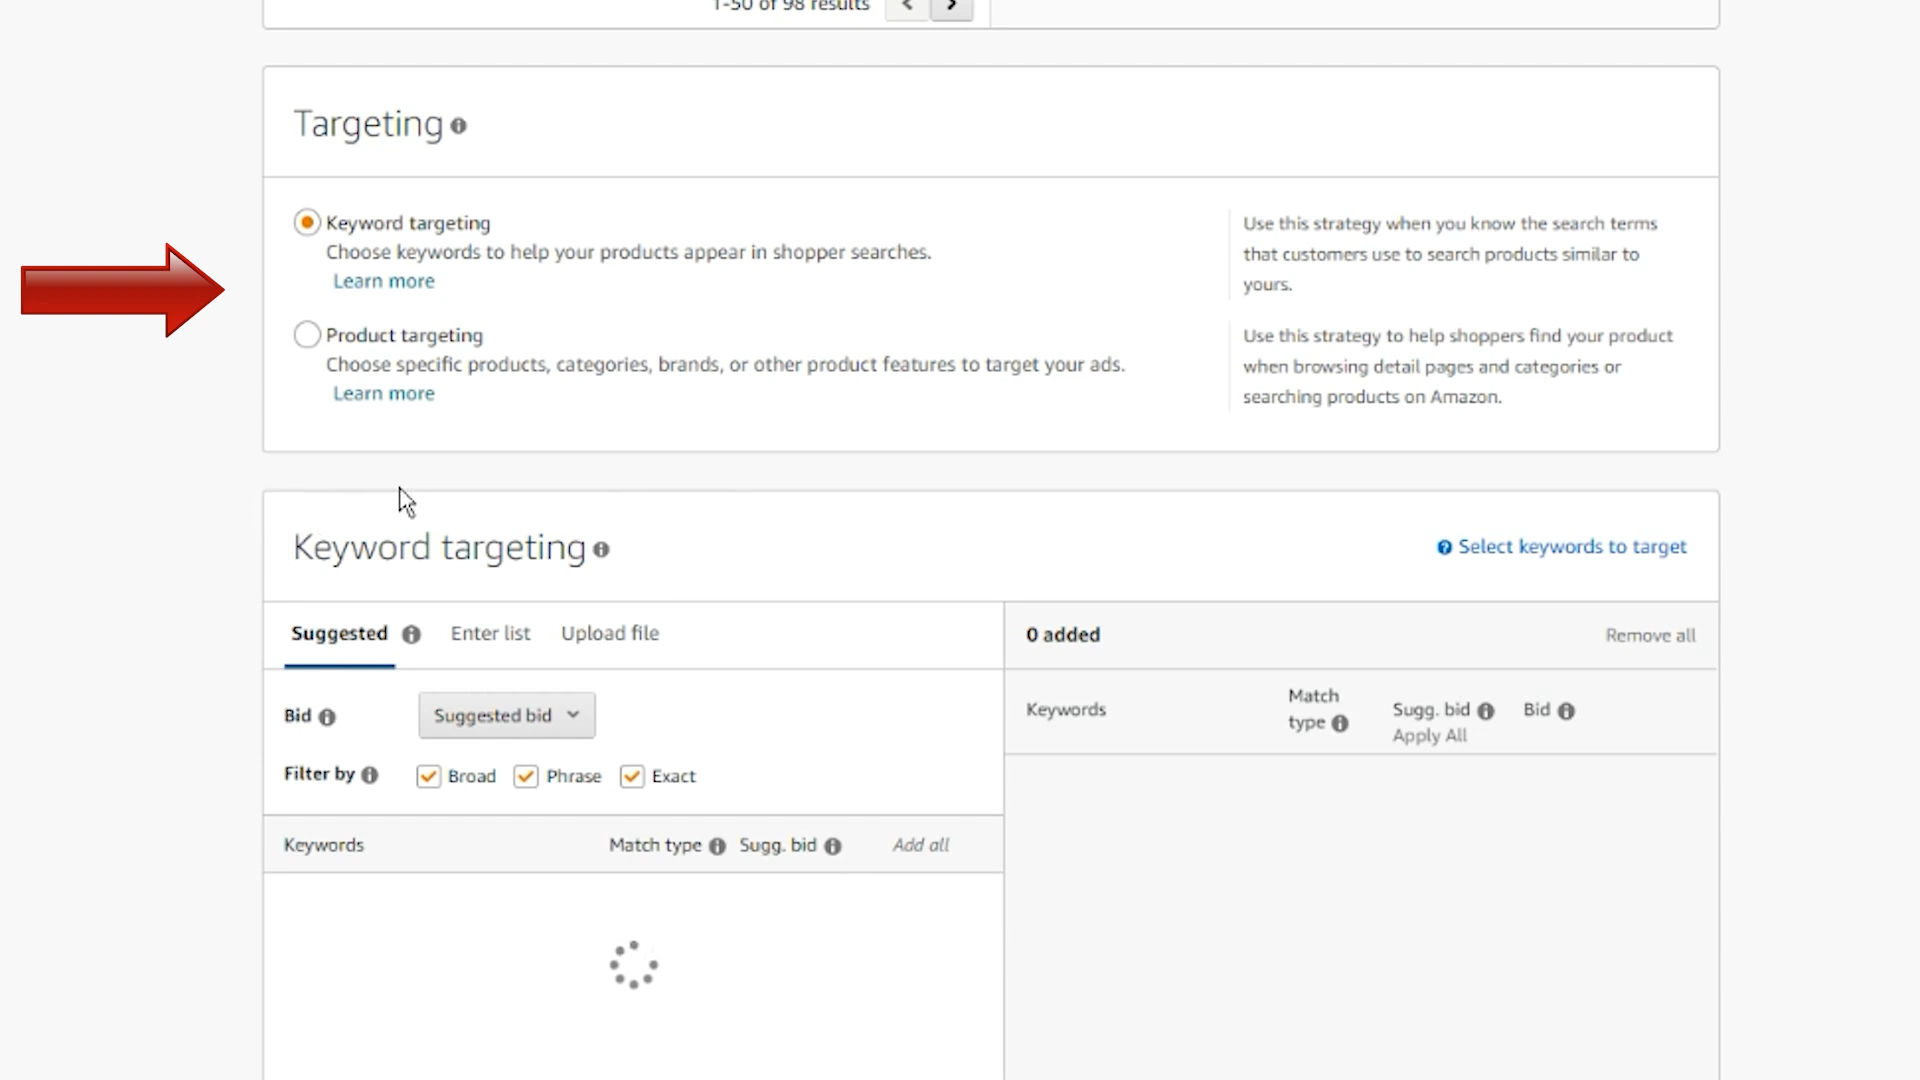 1-50 of 98 results
Targeting
Keyword targeting
Choose keywords to help your products appear in shopper searches.
Learn more
Use this strategy when you know the search terms
that customers use to search products similar to
yours.
Product targeting
Choose specific products, categories, brands, or other product features to target your ads.
Learn more
Use this strategy to help shoppers find your product
when browsing detail pages and categories or
searching products on Amazon.
Keyword targeting
Select keywords to target
Suggested Enter list Upload file
Bid Suggested bid
Filter by Broad Phrase Exact
Keywords Match type Sugg. bid Add all
0 added Remove all
Keywords Match type Sugg. bid Bid
Apply All